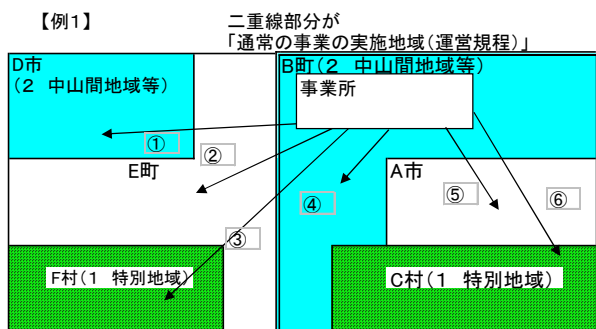 【例1】
二重線部分が
「通常の事業の実施地域(運営規程)」
D市
(２ 中山間地域等)
B町(２ 中山間地域等)
事業所
①
②
E町
A市
④
⑤
⑥
③
F村(１ 特別地域)
C村(１ 特別地域)